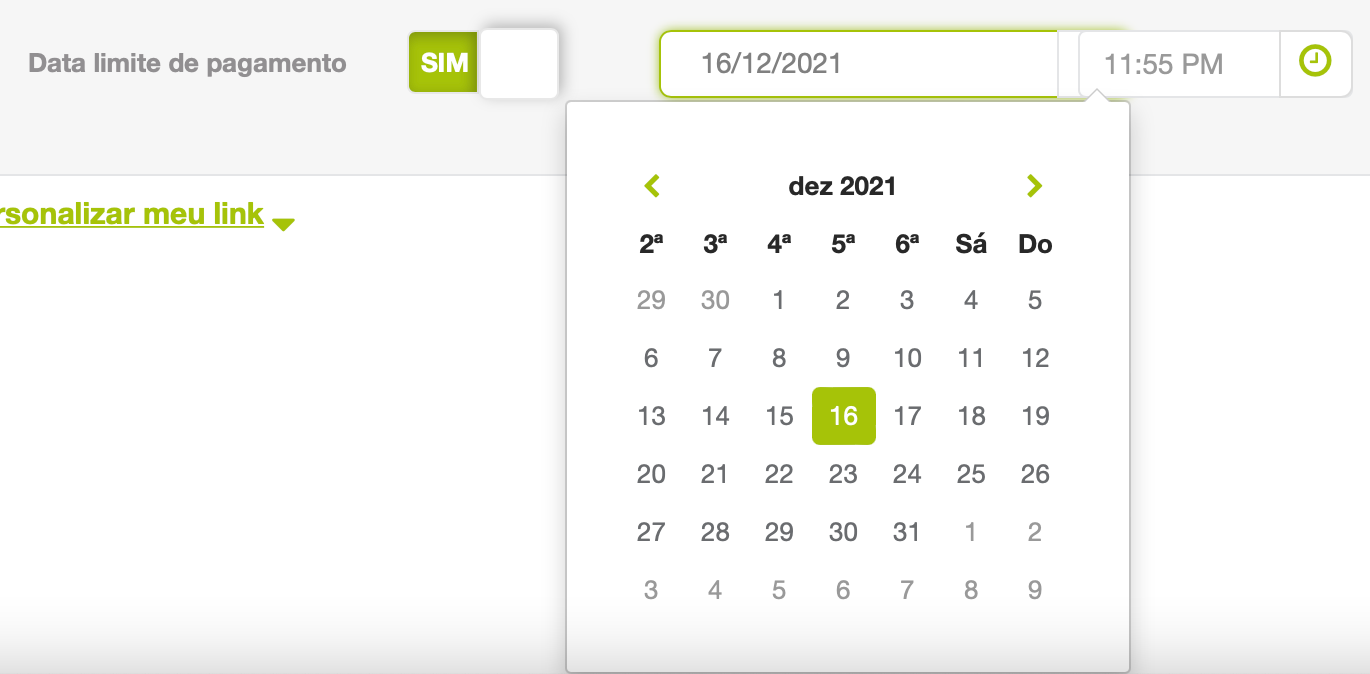 Data limite de pagamento SIM 16/12/2021 11:55 PM
rsonalizar meu link
dez 2021
2ª 3ª 4ª 5ª 6ª Sá Do
29 30 1 2 3 4 5
6 7 8 9 10 11 12
13 14 15 16 17 18 19
20 21 22 23 24 25 26
27 28 29 30 31 1 2
3 4 5 6 7 8 9